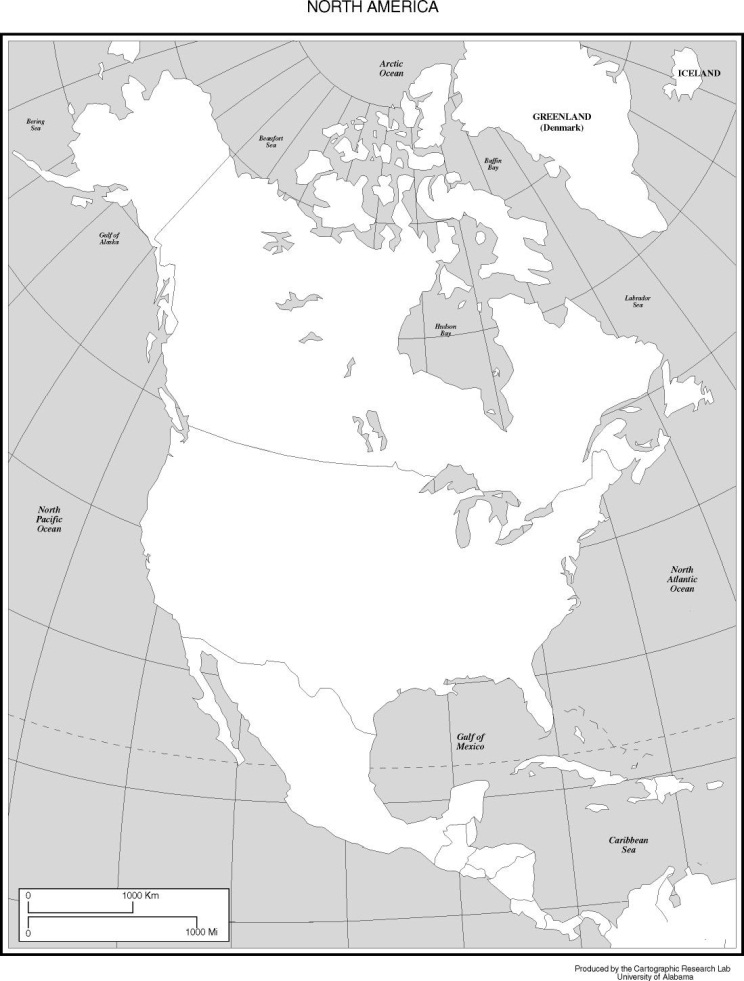 NORTH AMERICA
Arctic
Ocean
ICELAND
GREENLAND
(Denmark)
Bering
Sea
Beaufort
Sea
Baffin
Bay
Gulf of
Alaska
Labrador
Sea
Hudson
Bay
North
Pacific
Ocean
North
Atlantic
Ocean
Gulf of
Mexico
Caribbean
Sea
0 1000 Km
0 1000 Mi
Produced by the Cartographic Research Lab
University of Alabama